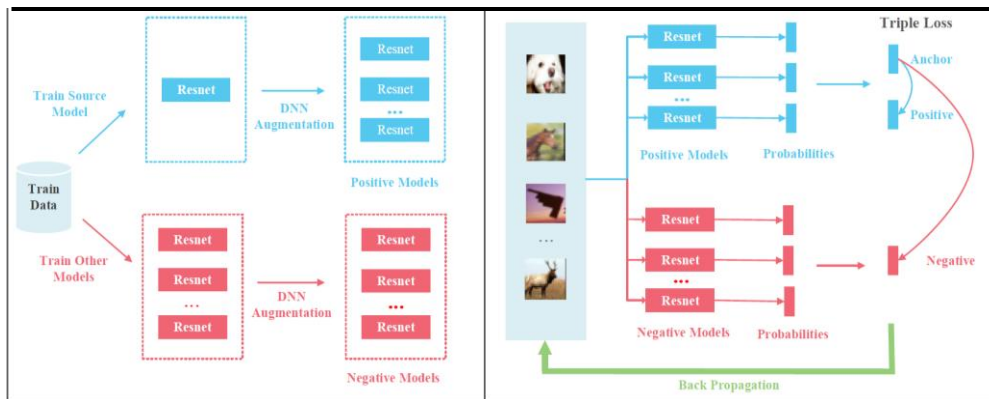 Train
Data
Train Source
Model
Resnet
DNN
Augmentation
Resnet
Resnet
...
Resnet
Positive Models
Train Other
Models
Resnet
Resnet
...
Resnet
DNN
Augmentation
Resnet
Resnet
...
Resnet
Negative Models
...
Resnet
Resnet
...
Resnet
Positive Models
Probabilities
Triple Loss
Anchor
Positive
Resnet
Resnet
...
Resnet
Negative Models
Probabilities
Negative
Back Propagation